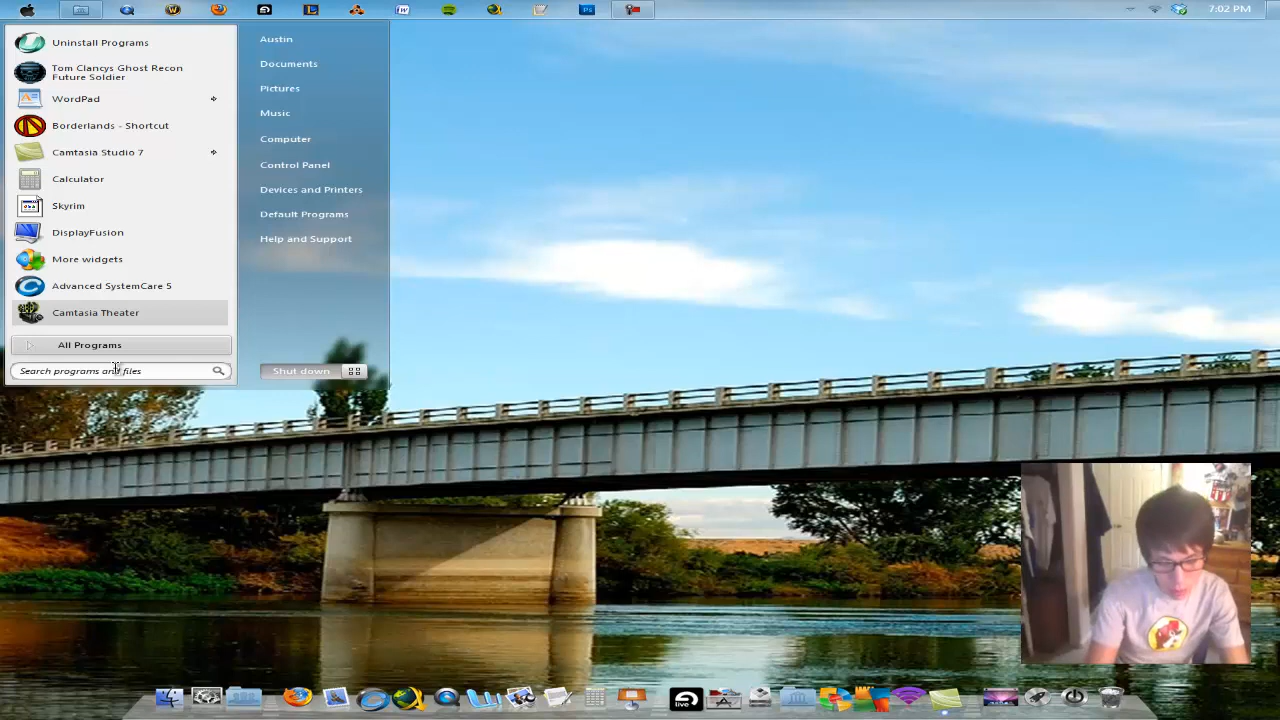 7:02 PM
Uninstall Programs
Tom Clancys Ghost Recon
Future Soldier
WordPad
Borderlands - Shortcut
Camtasia Studio 7
Calculator
Skyrim
DisplayFusion
More widgets
Advanced SystemCare 5
Camtasia Theater
All Programs
Search programs and files
Austin
Documents
Pictures
Music
Computer
Control Panel
Devices and Printers
Default Programs
Help and Support
Shut down
Ps
live